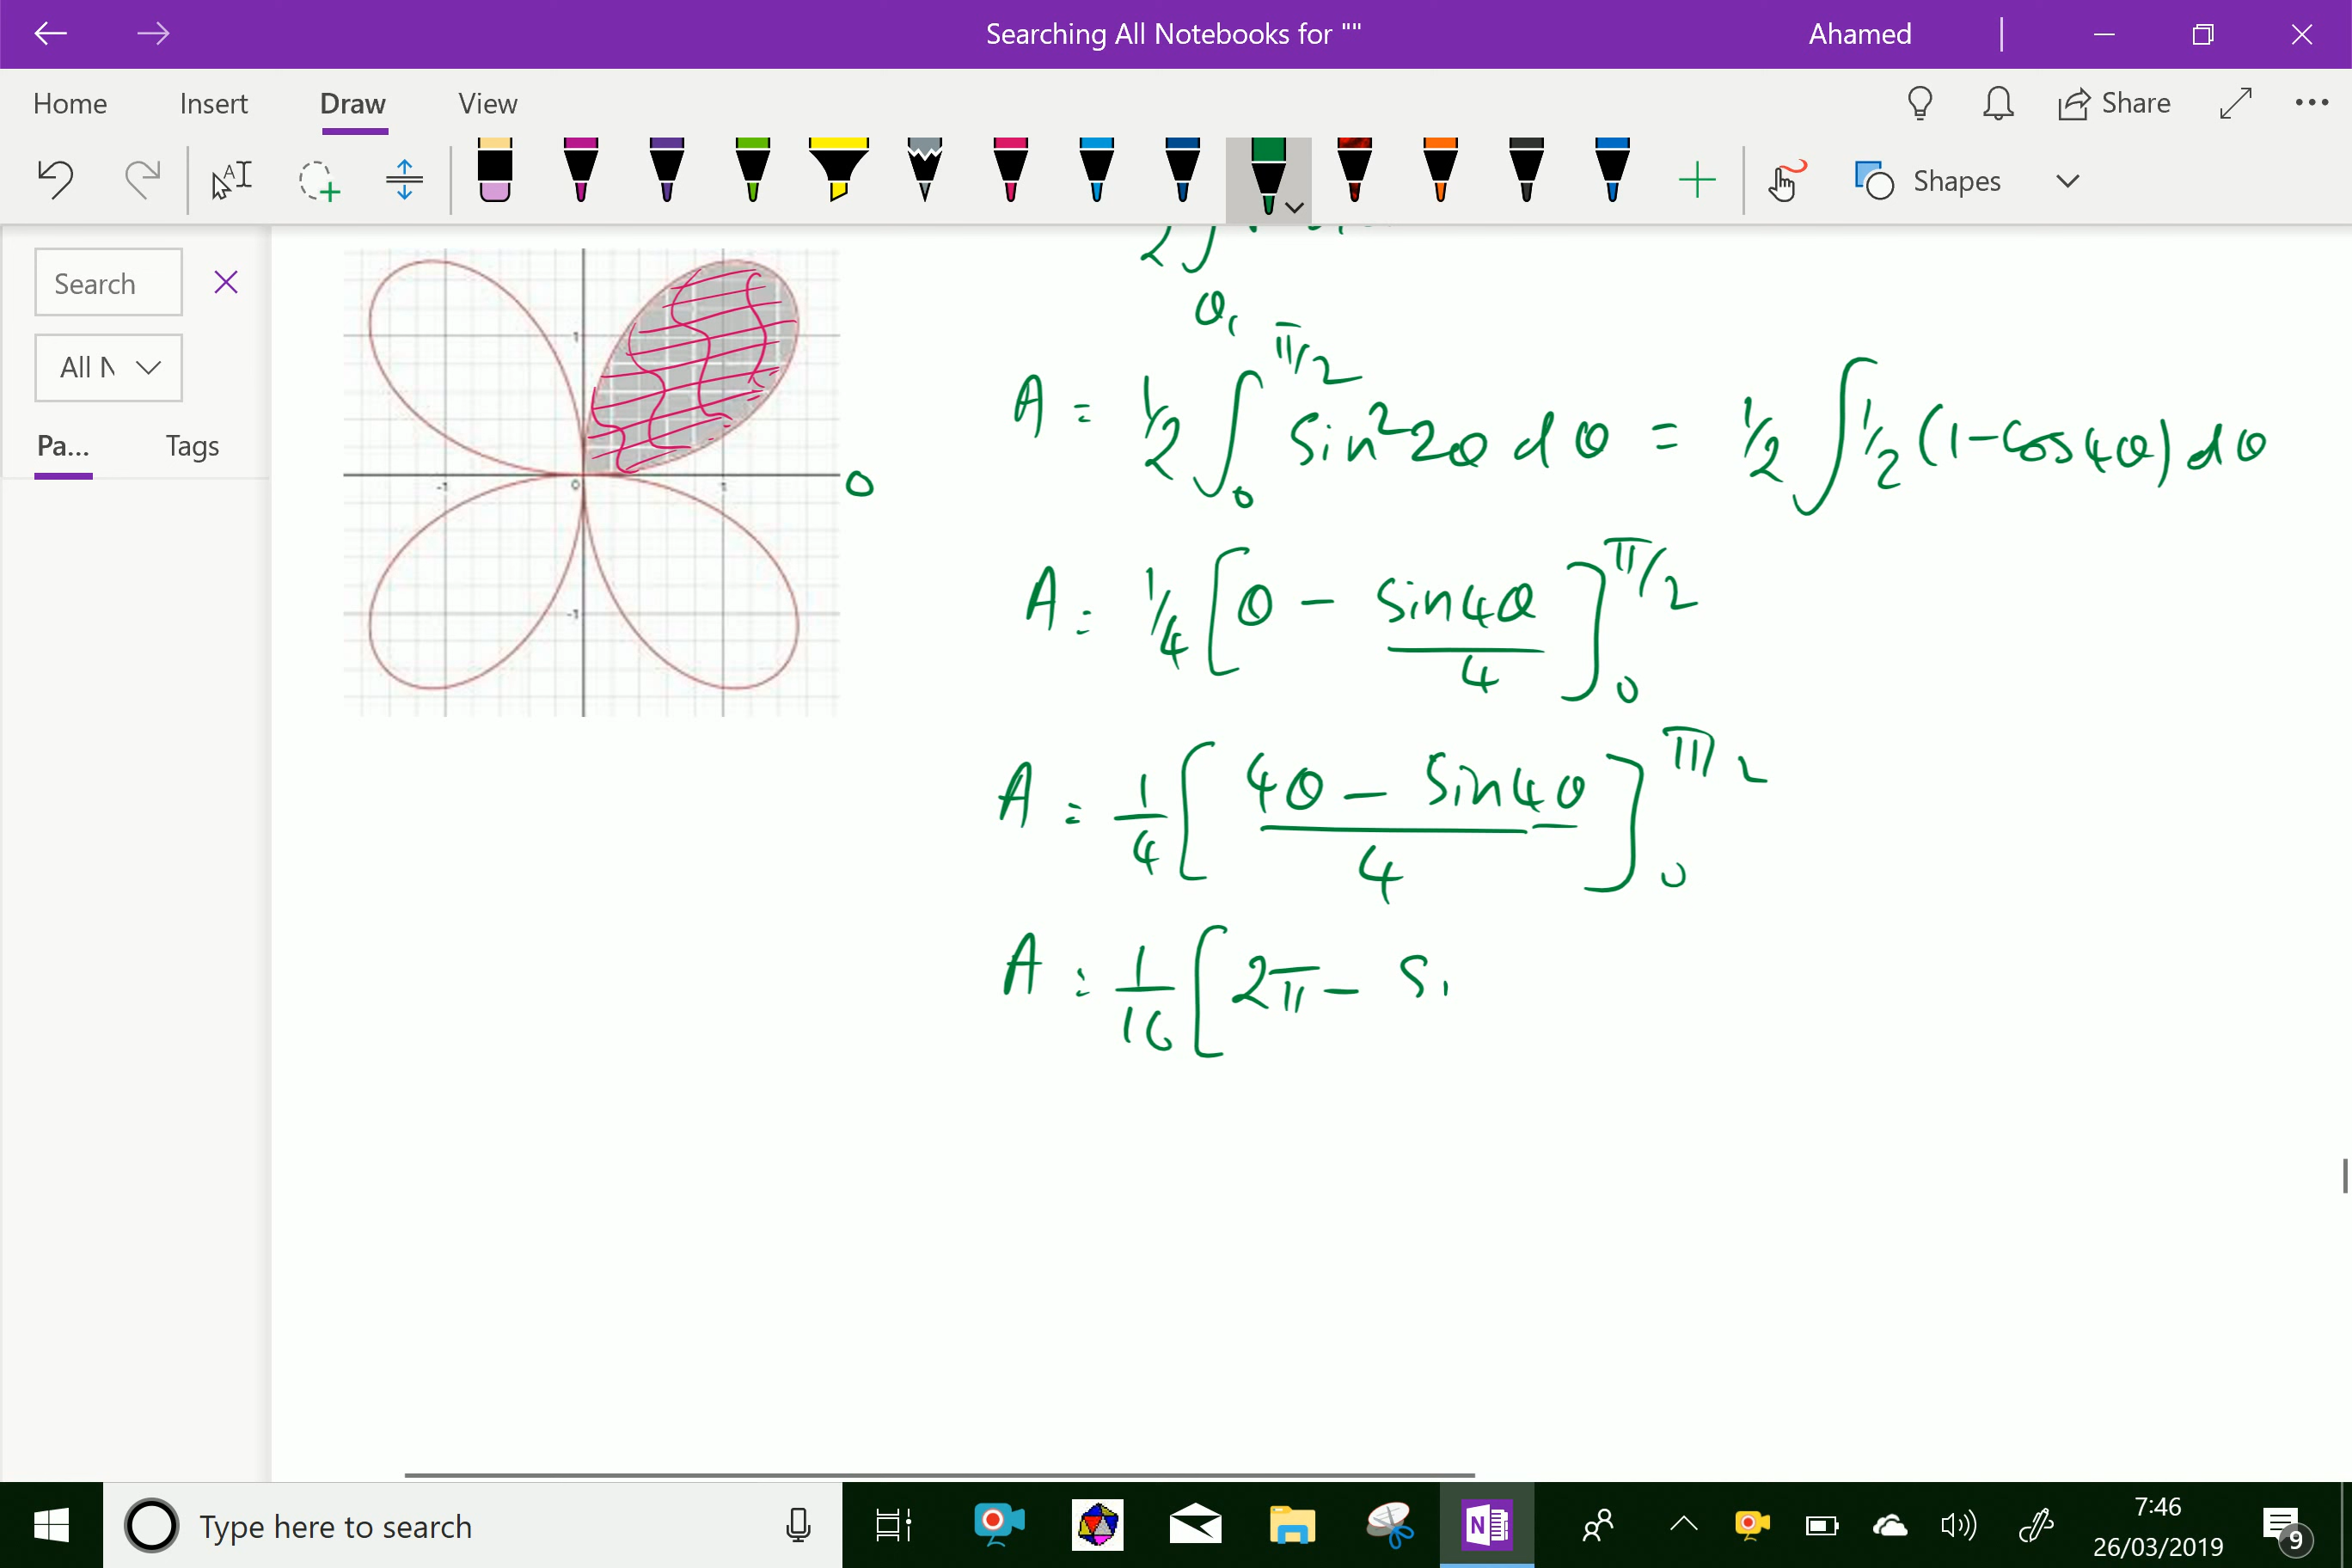 Searching All Notebooks for ""
Ahamed
Home Insert Draw View
Share
Shapes
Search
All N
Pa... Tags
1
-1 0 1
-1
0
θ₁
A = 1/2 ∫₀^π/2 sin²2θ dθ = 1/2 ∫ 1/2 (1-cos4θ) dθ
A = 1/4 [θ - sin4θ/4]₀^π/2
A = 1/4 [(4θ - sin4θ)/4]₀^π/2
A = 1/16 [2π - Si
Type here to search
7:46
26/03/2019
9